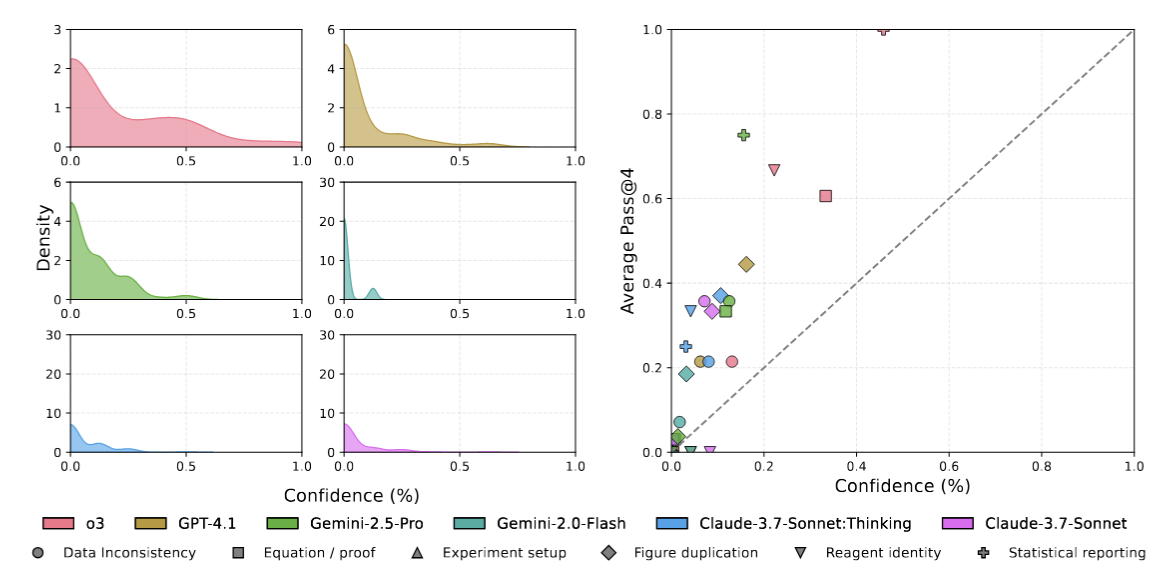 3
2
1
0
0.0 0.5 1.0
6
4
2
0
0.0 0.5 1.0
6
4
2
0
0.0 0.5 1.0
30
20
10
0
0.0 0.5 1.0
30
20
10
0
0.0 0.5 1.0
30
20
10
0
0.0 0.5 1.0
Density
Confidence (%)
1.0
0.8
0.6
0.4
0.2
0.0
0.0 0.2 0.4 0.6 0.8 1.0
Average Pass@4
Confidence (%)
o3 GPT-4.1 Gemini-2.5-Pro Gemini-2.0-Flash Claude-3.7-Sonnet:Thinking Claude-3.7-Sonnet
Data Inconsistency Equation / proof Experiment setup Figure duplication Reagent identity Statistical reporting